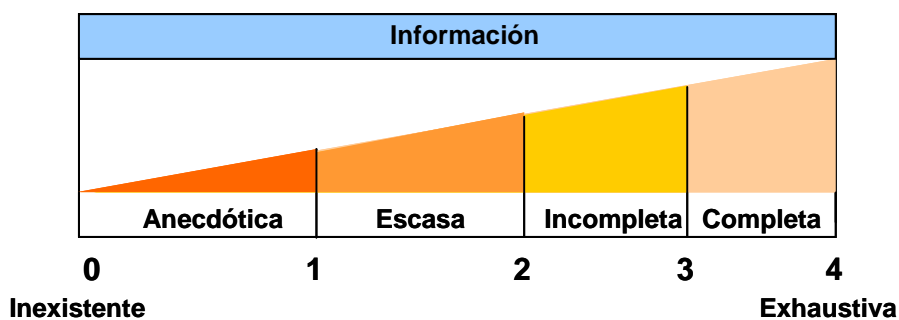 Información
Anecdótica Escasa Incompleta Completa
0 1 2 3 4
Inexistente Exhaustiva